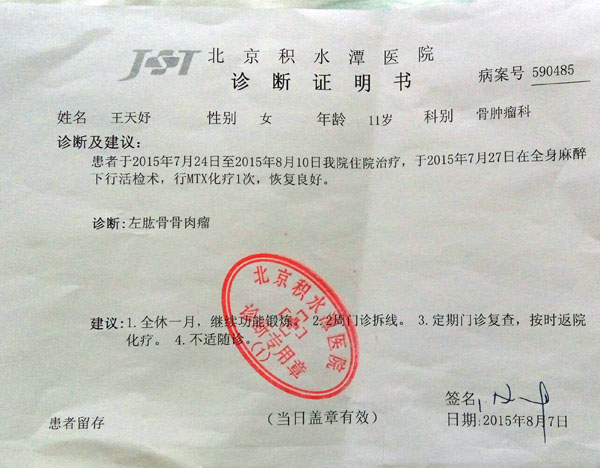 JST 北京积水潭医院
诊断证明书
病案号 590485
姓名 王天妤 性别 女 年龄 11岁 科别 骨肿瘤科
诊断及建议:
患者于2015年7月24日至2015年8月10日我院住院治疗，于2015年7月27日在全身麻醉
下行活检术，行MTX化疗1次，恢复良好。
诊断:左肱骨骨肉瘤
北京积水潭医院
诊断专用章
(1)
建议:1.全休一月，继续功能锻炼。 2.2周门诊拆线。 3.定期门诊复查，按时返院
化疗。 4.不适随诊。
签名:
患者留存 (当日盖章有效) 日期:2015年8月7日